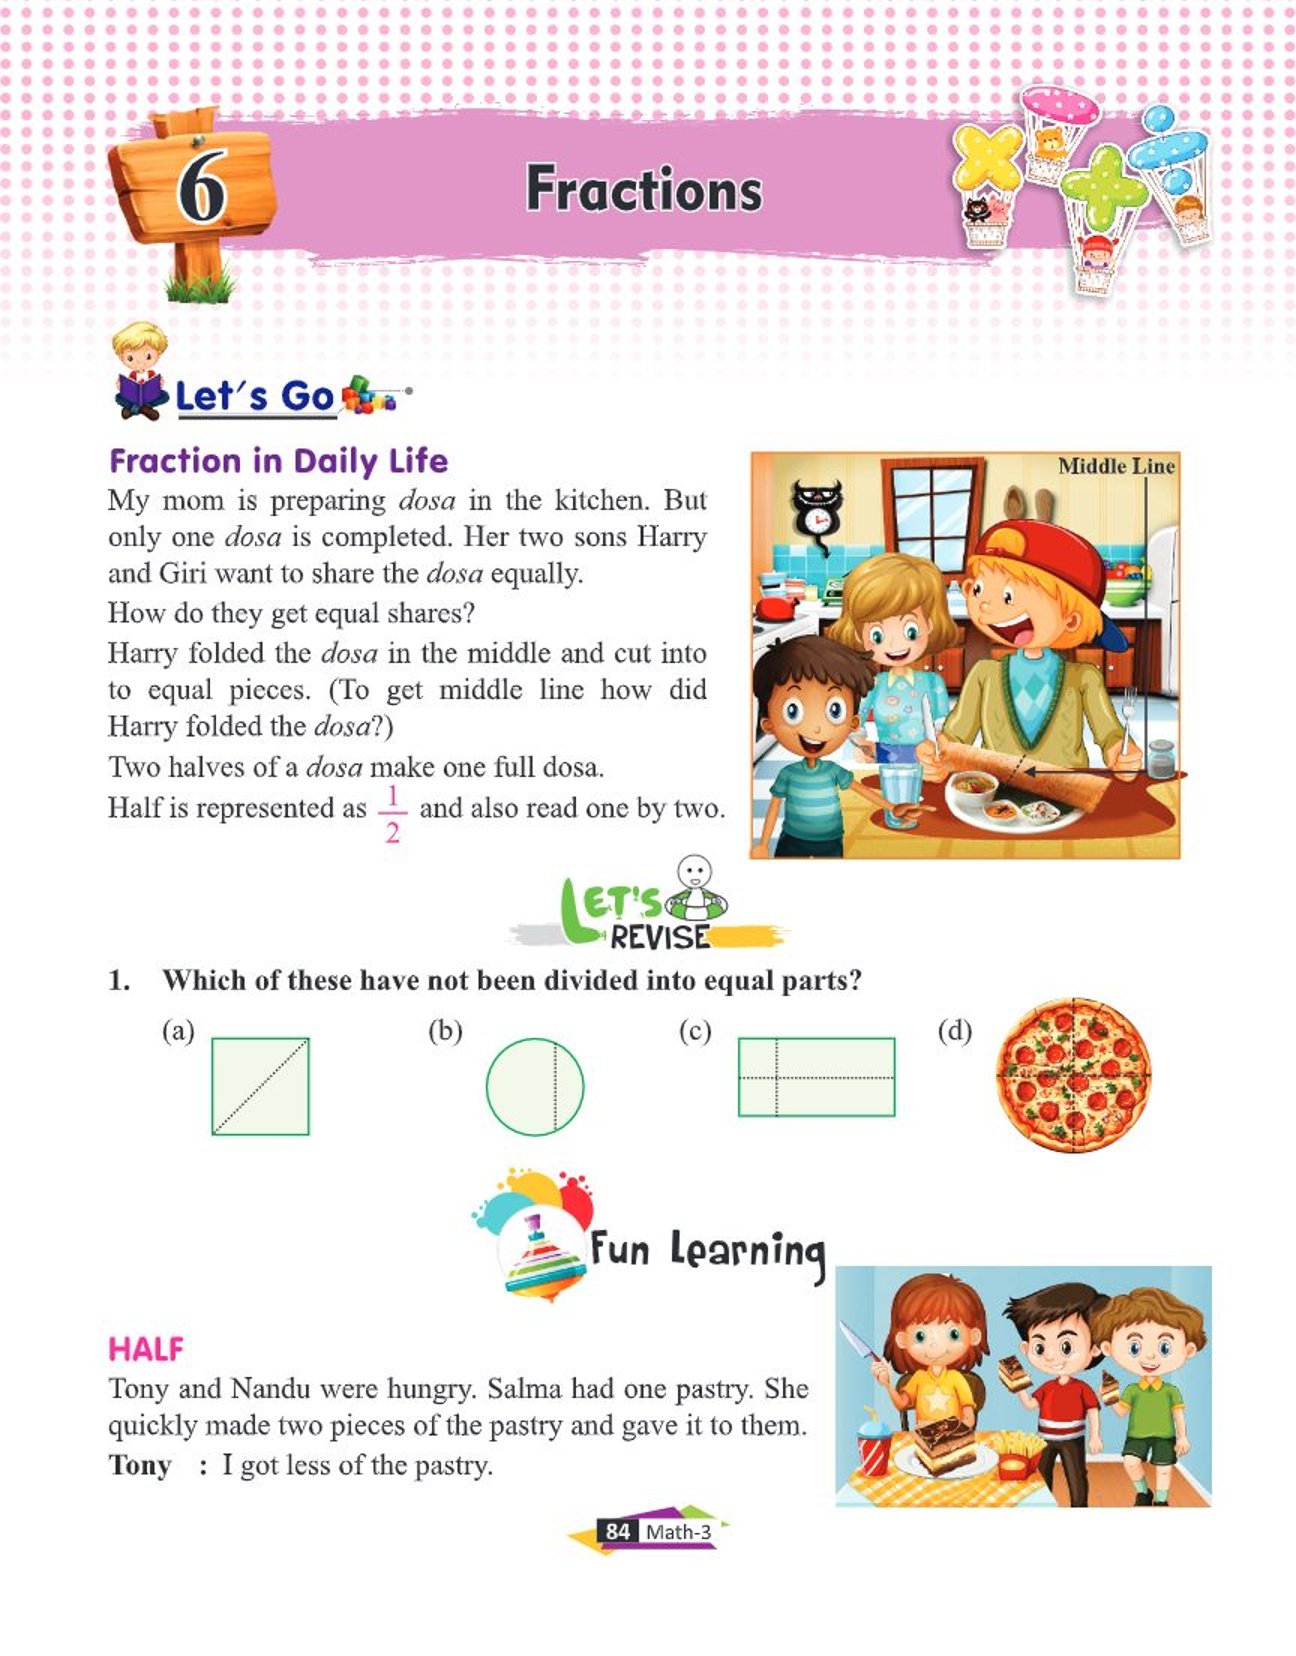 6
Fractions
Let's Go
Fraction in Daily Life
My mom is preparing dosa in the kitchen. But
only one dosa is completed. Her two sons Harry
and Giri want to share the dosa equally.
How do they get equal shares?
Harry folded the dosa in the middle and cut into
to equal pieces. (To get middle line how did
Harry folded the dosa?)
Two halves of a dosa make one full dosa.
Half is represented as 1/2 and also read one by two.
Middle Line
LET'S
REVISE
1. Which of these have not been divided into equal parts?
(a) (b) (c) (d)
Fun Learning
HALF
Tony and Nandu were hungry. Salma had one pastry. She
quickly made two pieces of the pastry and gave it to them.
Tony : I got less of the pastry.
84 Math-3